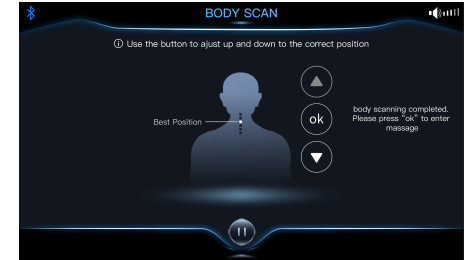 BODY SCAN
ⓘ Use the button to ajust up and down to the correct position
Best Position
ok
body scanning completed.
Please press “ok” to enter
massage